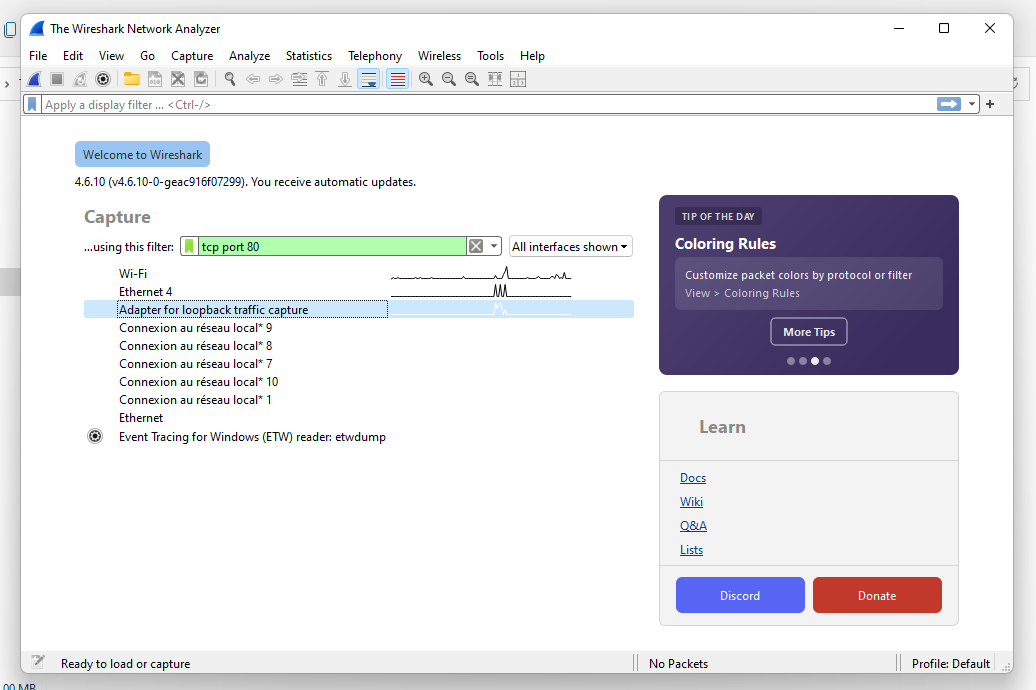 The Wireshark Network Analyzer
File Edit View Go Capture Analyze Statistics Telephony Wireless Tools Help
Apply a display filter ... <Ctrl-/>
Welcome to Wireshark
4.6.10 (v4.6.10-0-geac916f07299). You receive automatic updates.
Capture
...using this filter: tcp port 80 All interfaces shown
Wi-Fi
Ethernet 4
Adapter for loopback traffic capture
Connexion au réseau local* 9
Connexion au réseau local* 8
Connexion au réseau local* 7
Connexion au réseau local* 10
Connexion au réseau local* 1
Ethernet
Event Tracing for Windows (ETW) reader: etwdump
TIP OF THE DAY
Coloring Rules
Customize packet colors by protocol or filter
View > Coloring Rules
More Tips
Learn
Docs
Wiki
Q&A
Lists
Discord Donate
Ready to load or capture No Packets Profile: Default